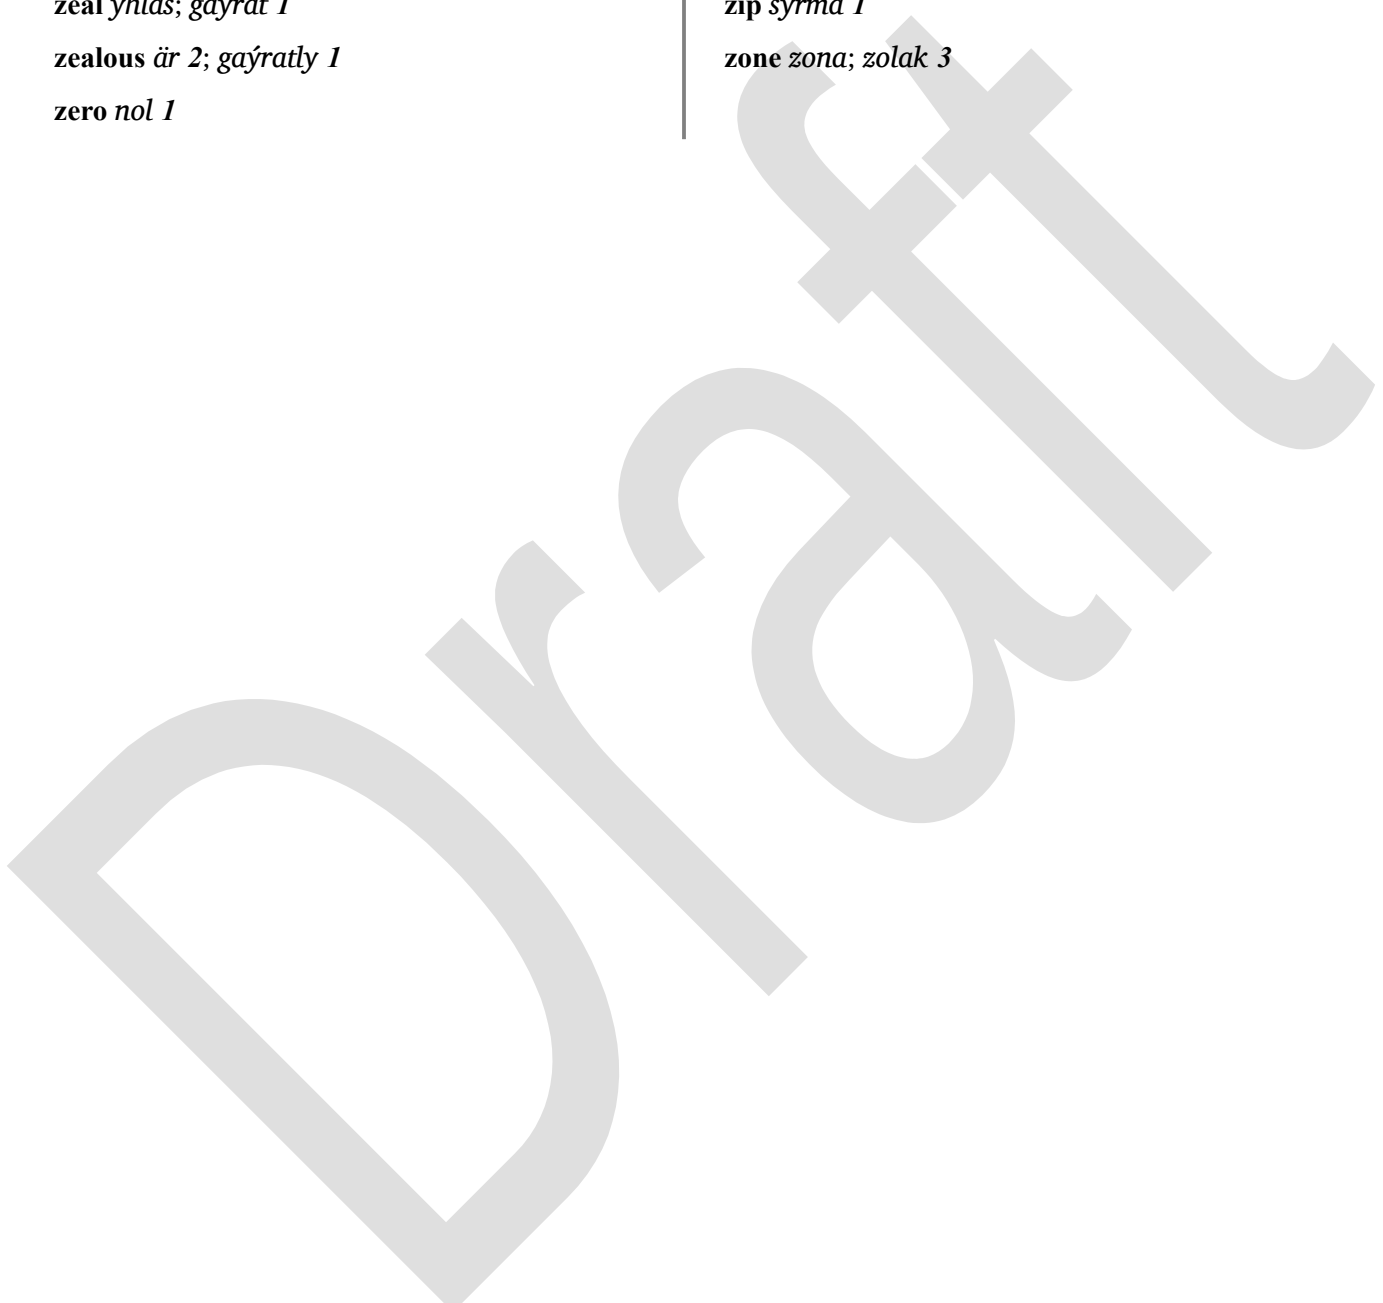 zeal yhlas; gaýrat 1
zealous är 2; gaýratly 1
zero nol 1
zip syrma 1
zone zona; zolak 3
Draft